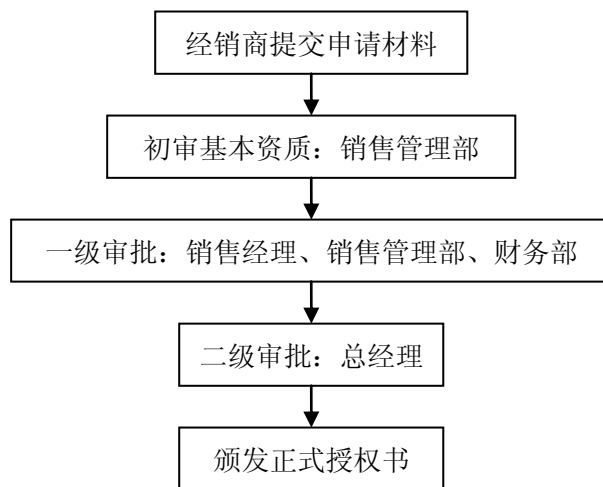 经销商提交申请材料
初审基本资质：销售管理部
一级审批：销售经理、销售管理部、财务部
二级审批：总经理
颁发正式授权书